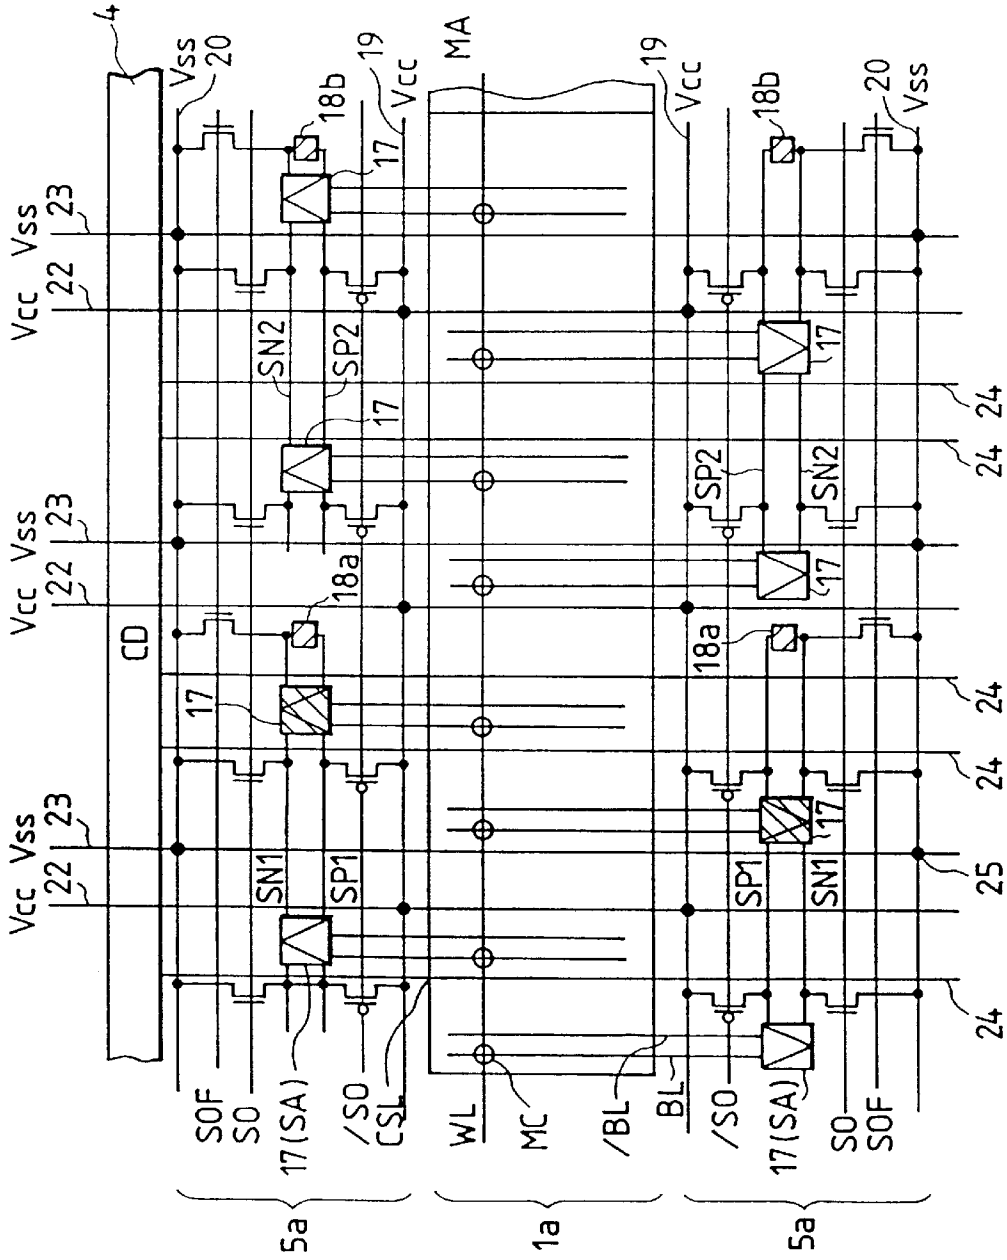 4
Vss
20
19
Vcc
MA
19
Vcc
20
Vss
18b
17
18b
Vcc Vss
22 23
SN2
SP2
17
17
24
24
SP2
SN2
Vcc Vss
22 23
CD
18a
17
17
18a
24
24
Vcc Vss
22 23
SN1
SP1
17
SP1
SN1
25
24
SOF
SO
17(SA)
/SO
CSL
WL
MC
/BL
BL
/SO
17(SA)
SO
SOF
5a
1a
5a